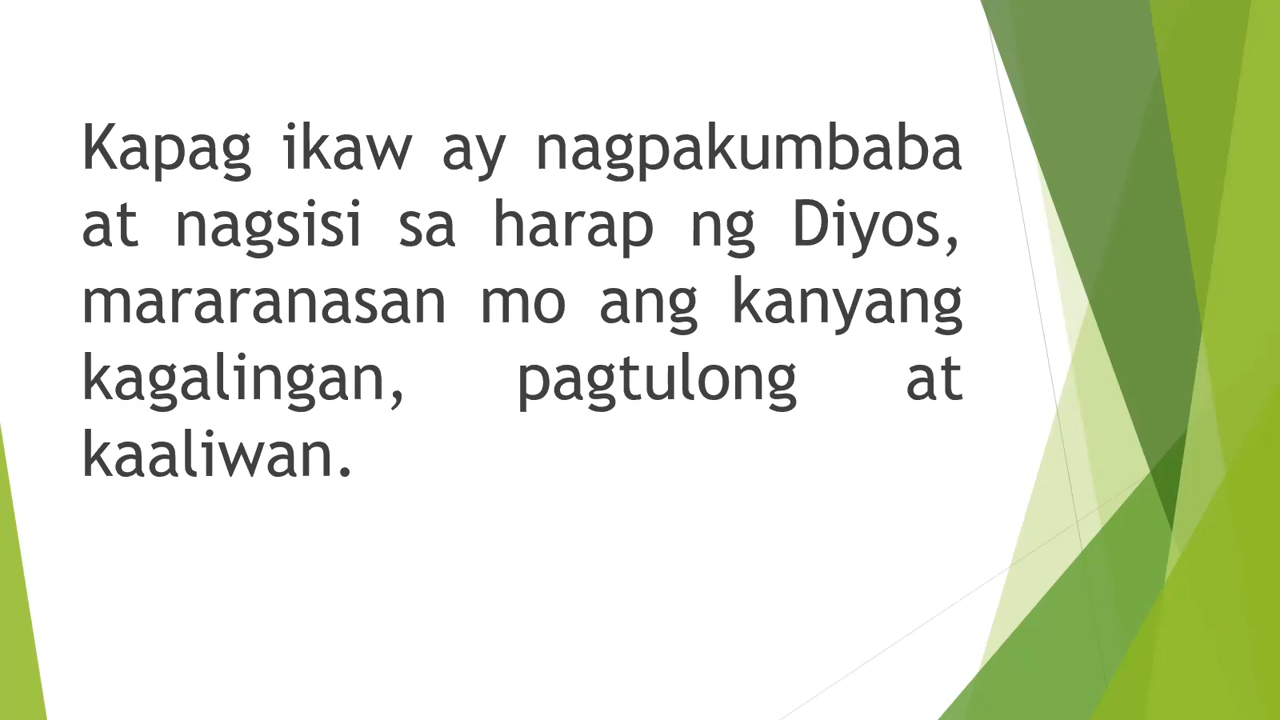 Kapag ikaw ay nagpakumbaba
at nagsisi sa harap ng Diyos,
mararanasan mo ang kanyang
kagalingan, pagtulong at
kaaliwan.